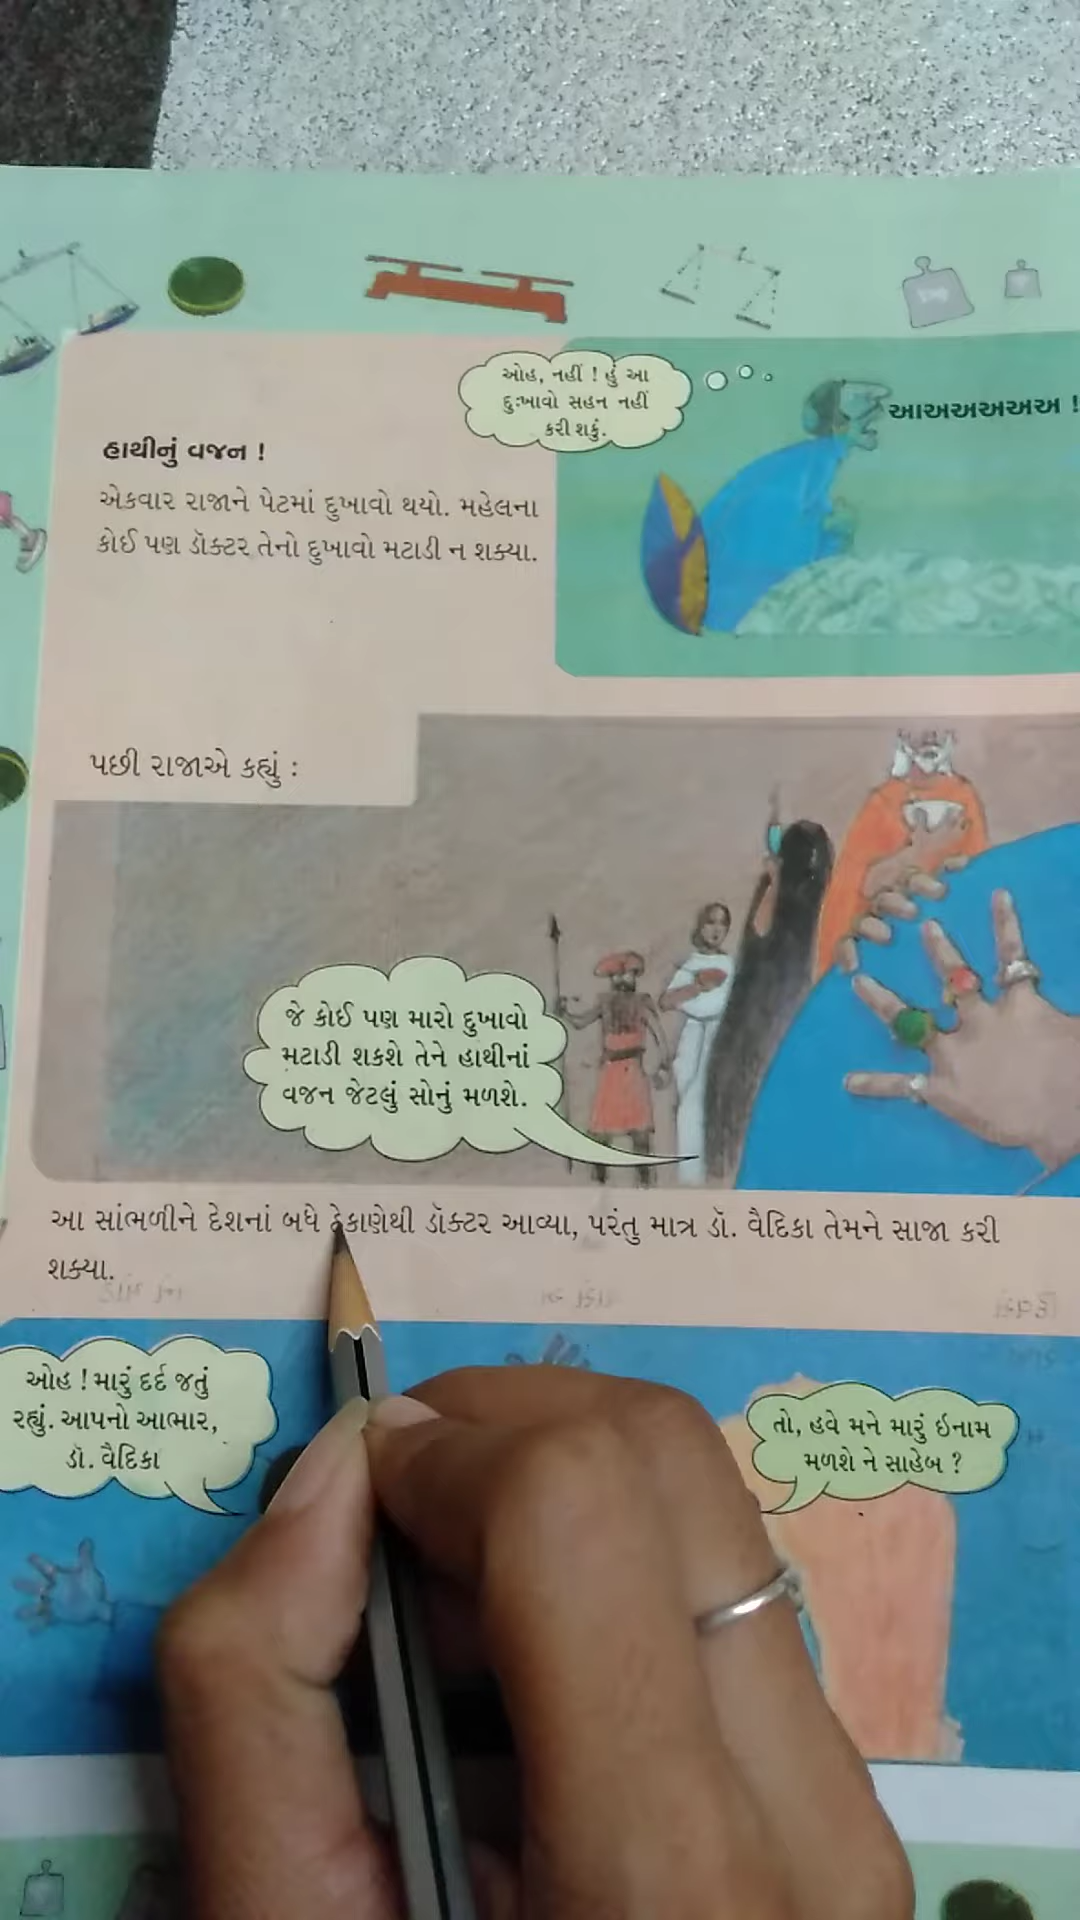 ઓહ, નહીં ! હું આ
દુઃખાવો સહન નહીં
કરી શકું.
આઅઅઅઅઅ !
હાથીનું વજન !
એકવાર રાજાને પેટમાં દુખાવો થયો. મહેલના
કોઈ પણ ડૉક્ટર તેનો દુખાવો મટાડી ન શક્યા.
પછી રાજાએ કહ્યું :
જે કોઈ પણ મારો દુખાવો
મટાડી શકશે તેને હાથીનાં
વજન જેટલું સોનું મળશે.
આ સાંભળીને દેશનાં બધે ઠેકાણેથી ડૉક્ટર આવ્યા, પરંતુ માત્ર ડૉ. વૈદિકા તેમને સાજા કરી
શક્યા.
ઓહ ! મારું દર્દ જતું
રહ્યું. આપનો આભાર,
ડૉ. વૈદિકા
તો, હવે મને મારું ઇનામ
મળશે ને સાહેબ ?